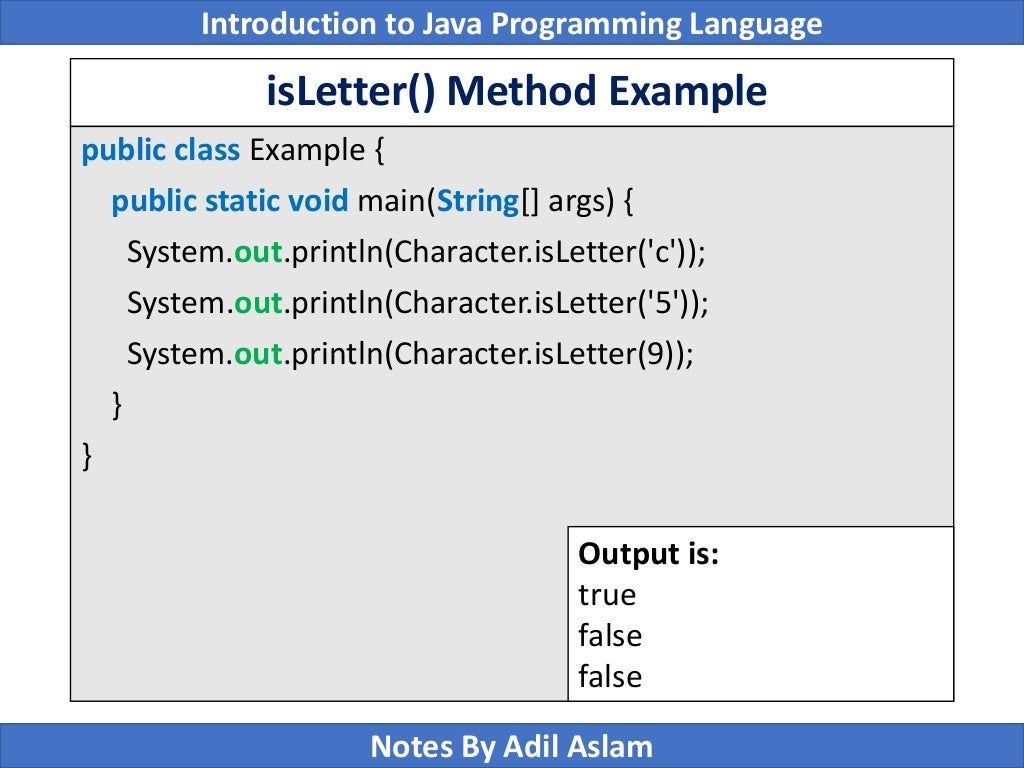 Introduction to Java Programming Language
isLetter() Method Example
public class Example {
public static void main(String[] args) {
System.out.println(Character.isLetter('c'));
System.out.println(Character.isLetter('5'));
System.out.println(Character.isLetter(9));
}
}
Output is:
true
false
false
Notes By Adil Aslam